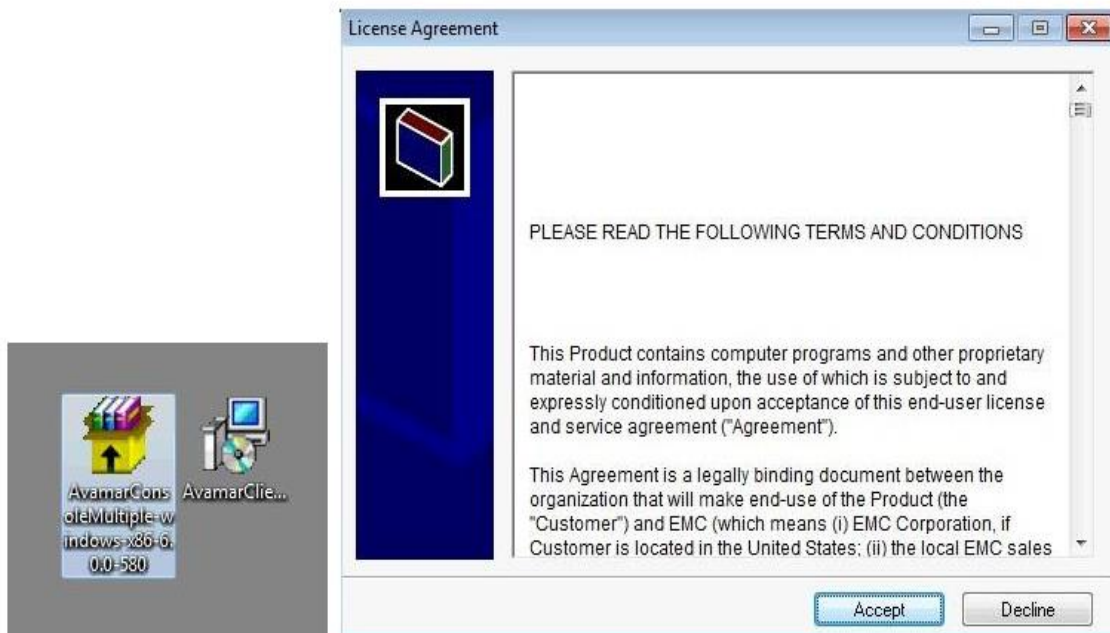 License Agreement
PLEASE READ THE FOLLOWING TERMS AND CONDITIONS
This Product contains computer programs and other proprietary
material and information, the use of which is subject to and
expressly conditioned upon acceptance of this end-user license
and service agreement ("Agreement").
This Agreement is a legally binding document between the
organization that will make end-use of the Product (the
"Customer") and EMC (which means (i) EMC Corporation, if
Customer is located in the United States; (ii) the local EMC sales
Accept Decline
AvamarCons
oleMultiple-w
indows-x86-6.
0.0-580
AvamarClie...